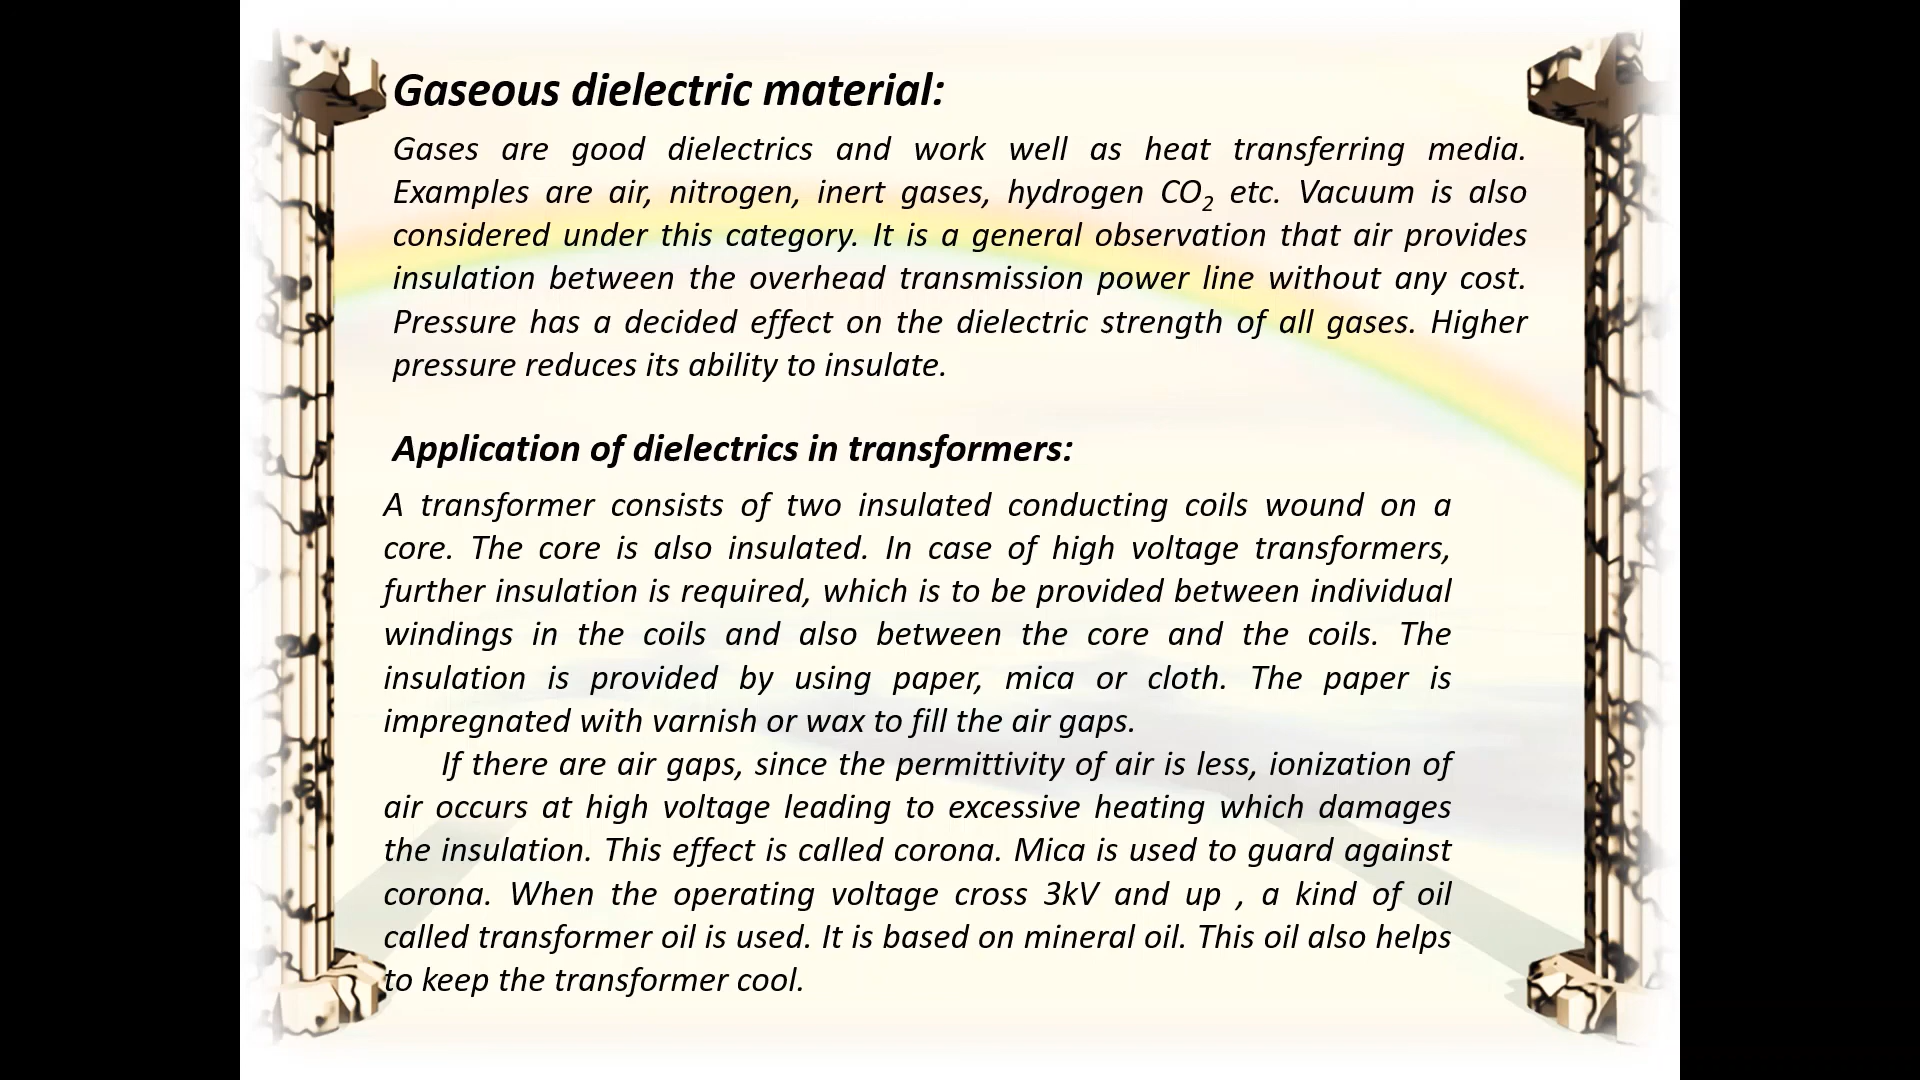 Gaseous dielectric material:
Gases are good dielectrics and work well as heat transferring media.
Examples are air, nitrogen, inert gases, hydrogen CO₂ etc. Vacuum is also
considered under this category. It is a general observation that air provides
insulation between the overhead transmission power line without any cost.
Pressure has a decided effect on the dielectric strength of all gases. Higher
pressure reduces its ability to insulate.
Application of dielectrics in transformers:
A transformer consists of two insulated conducting coils wound on a
core. The core is also insulated. In case of high voltage transformers,
further insulation is required, which is to be provided between individual
windings in the coils and also between the core and the coils. The
insulation is provided by using paper, mica or cloth. The paper is
impregnated with varnish or wax to fill the air gaps.
If there are air gaps, since the permittivity of air is less, ionization of
air occurs at high voltage leading to excessive heating which damages
the insulation. This effect is called corona. Mica is used to guard against
corona. When the operating voltage cross 3kV and up , a kind of oil
called transformer oil is used. It is based on mineral oil. This oil also helps
to keep the transformer cool.